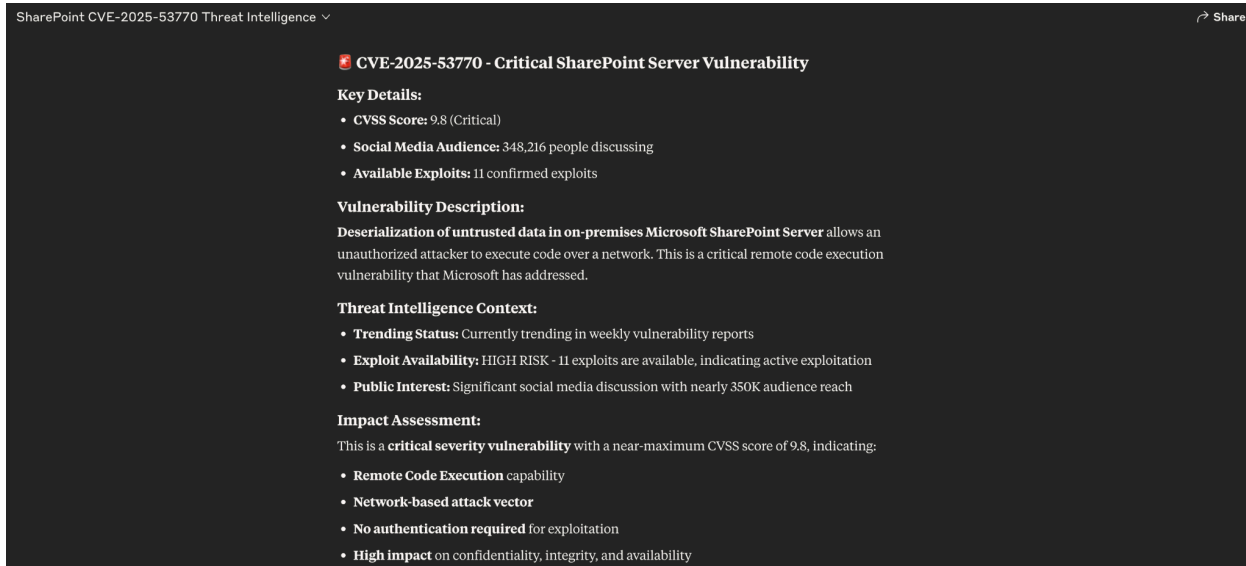 SharePoint CVE-2025-53770 Threat Intelligence
Share
🚨 CVE-2025-53770 - Critical SharePoint Server Vulnerability
Key Details:
• CVSS Score: 9.8 (Critical)
• Social Media Audience: 348,216 people discussing
• Available Exploits: 11 confirmed exploits
Vulnerability Description:
Deserialization of untrusted data in on-premises Microsoft SharePoint Server allows an
unauthorized attacker to execute code over a network. This is a critical remote code execution
vulnerability that Microsoft has addressed.
Threat Intelligence Context:
• Trending Status: Currently trending in weekly vulnerability reports
• Exploit Availability: HIGH RISK - 11 exploits are available, indicating active exploitation
• Public Interest: Significant social media discussion with nearly 350K audience reach
Impact Assessment:
This is a critical severity vulnerability with a near-maximum CVSS score of 9.8, indicating:
• Remote Code Execution capability
• Network-based attack vector
• No authentication required for exploitation
• High impact on confidentiality, integrity, and availability